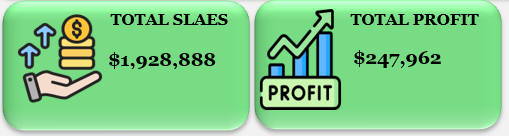 TOTAL SLAES
$1,928,888
$
TOTAL PROFIT
$247,962
PROFIT